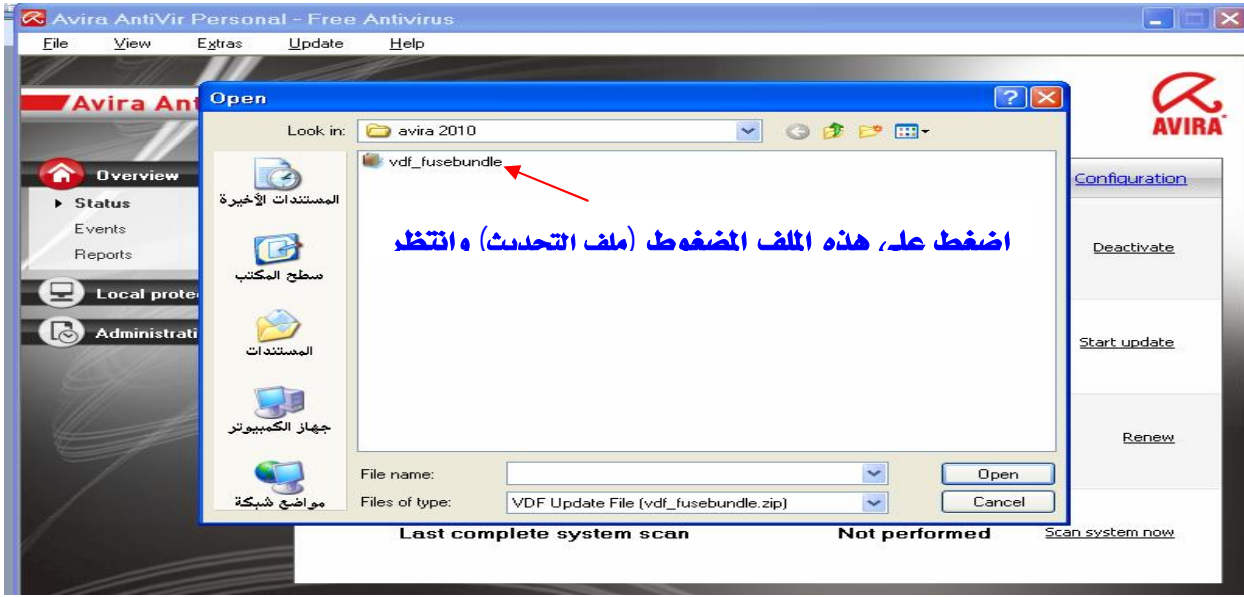 Avira AntiVir Personal - Free Antivirus
File View Extras Update Help
Avira Ant
AVIRA
Open
Look in: avira 2010
vdf_fusebundle
Overview
Configuration
Status
المستندات الأخيرة
Events
اضغط على هذه الملف المضغوط (ملف التحديث) وانتظر
Deactivate
Reports
سطح المكتب
Local prote
Administrati
المستندات
Start update
جهاز الكمبيوتر
Renew
File name: Open
مواضع شبكة
Files of type: VDF Update File (vdf_fusebundle.zip) Cancel
Last complete system scan Not performed Scan system now